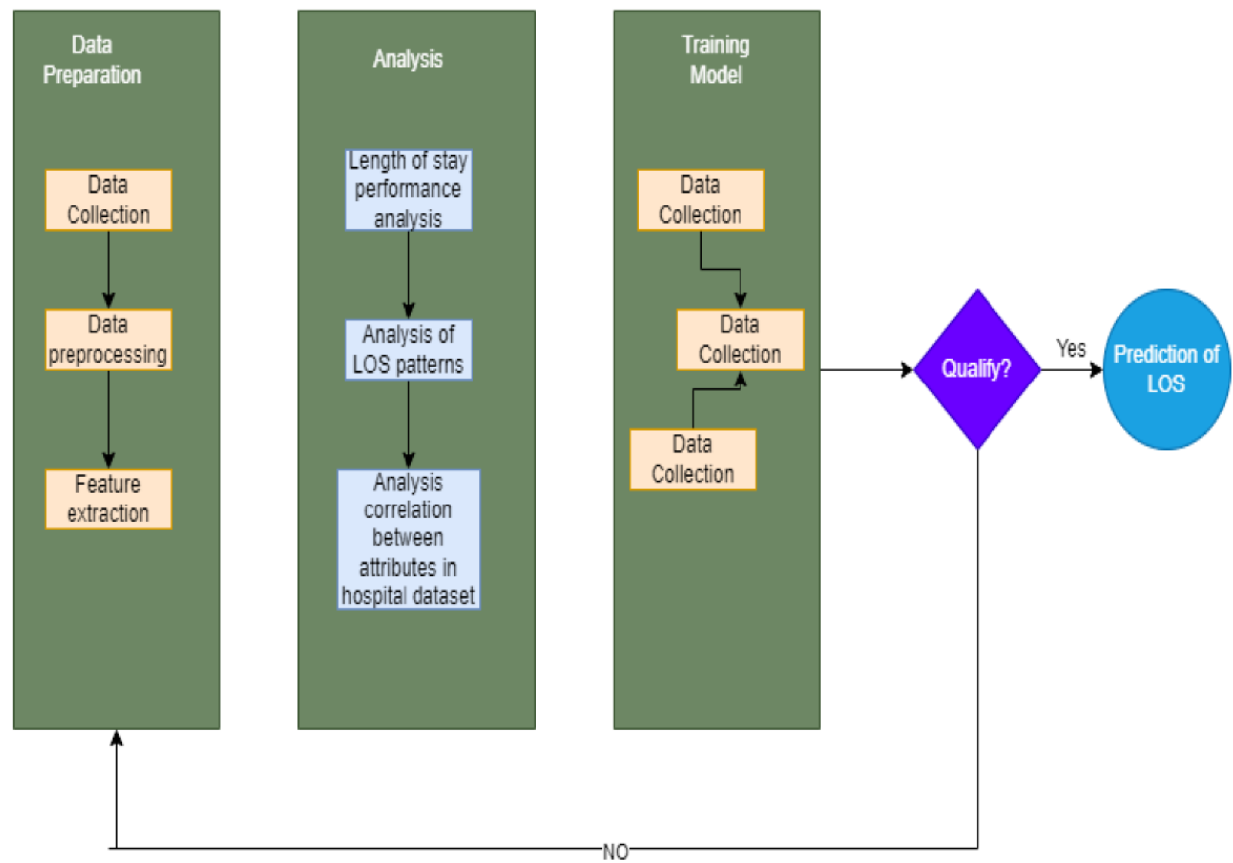 Data
Preparation
Data
Collection
Data
preprocessing
Feature
extraction
Analysis
Length of stay
performance
analysis
Analysis of
LOS patterns
Analysis
correlation
between
attributes in
hospital dataset
Training
Model
Data
Collection
Data
Collection
Data
Collection
Qualify?
Yes
Prediction of
LOS
NO